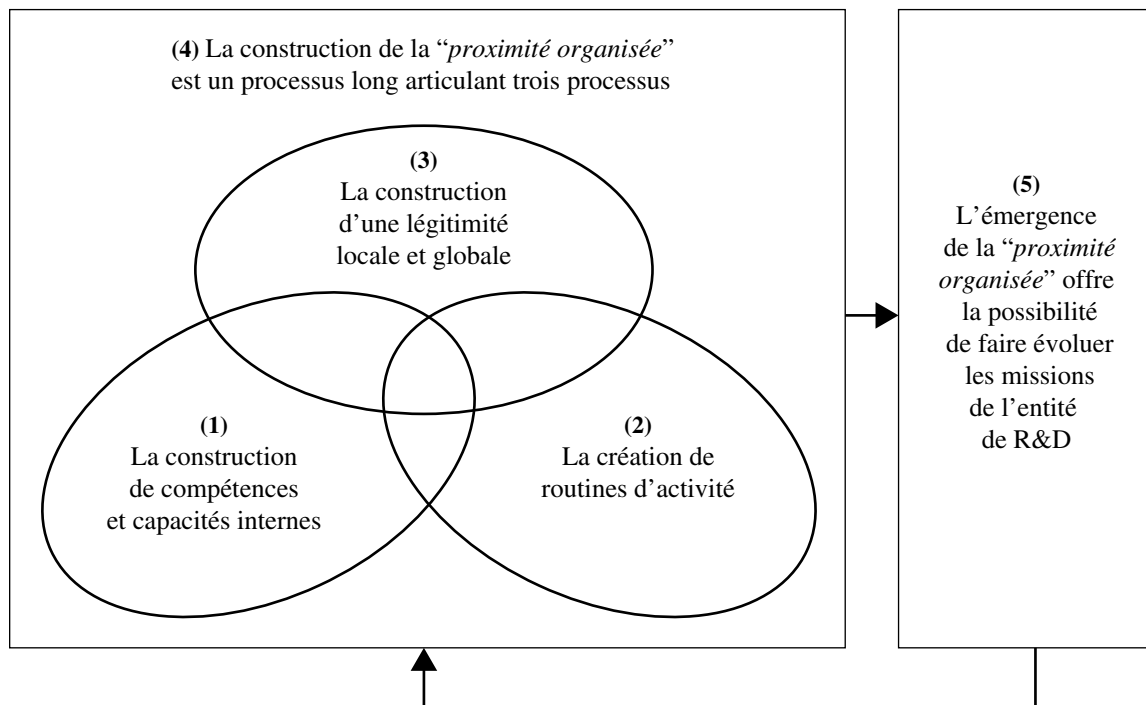 (4) La construction de la “proximité organisée”
est un processus long articulant trois processus
(3)
La construction
d’une légitimité
locale et globale
(1)
La construction
de compétences
et capacités internes
(2)
La création de
routines d’activité
(5)
L’émergence
de la “proximité
organisée” offre
la possibilité
de faire évoluer
les missions
de l’entité
de R&D